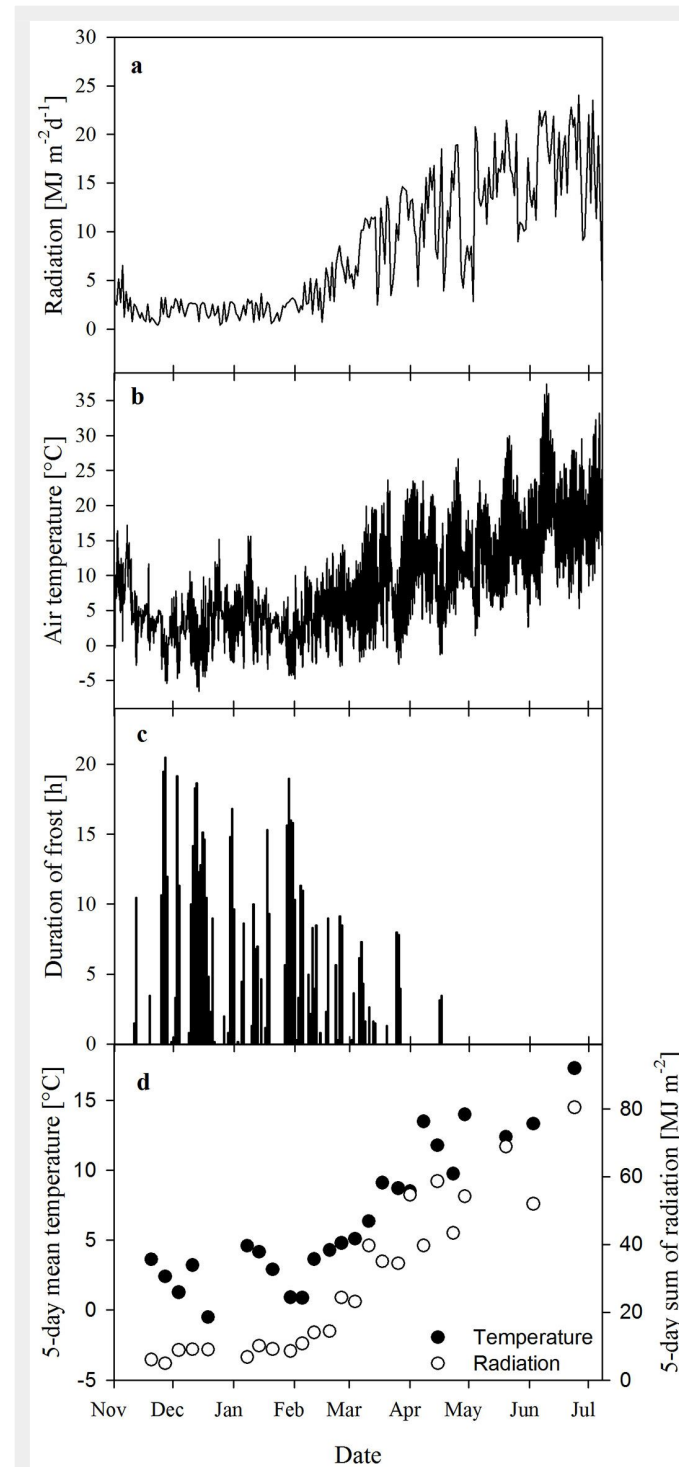 a
Radiation [MJ m-2d-1]
30
25
20
15
10
5
0
b
Air temperature [°C]
35
30
25
20
15
10
5
0
-5
c
Duration of frost [h]
20
15
10
5
0
d
5-day mean temperature [°C]
15
10
5
0
-5
5-day sum of radiation [MJ m-2]
80
60
40
20
0
Temperature
Radiation
Nov Dec Jan Feb Mar Apr May Jun Jul
Date